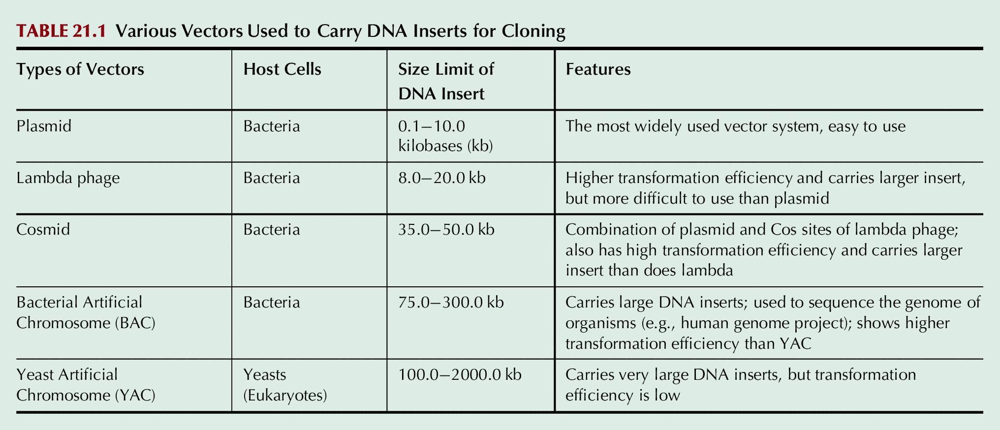 TABLE 21.1 Various Vectors Used to Carry DNA Inserts for Cloning
Types of Vectors
Host Cells
Size Limit of
DNA Insert
Features
Plasmid
Bacteria
0.1—10.0
kilobases (kb)
The most widely used vector system, easy to use
Lambda phage
Bacteria
8.0—20.0 kb
Higher transformation efficiency and carries larger insert,
but more difficult to use than plasmid
Cosmid
Bacteria
35.0—50.0 kb
Combination of plasmid and Cos sites of lambda phage;
also has high transformation efficiency and carries larger
insert than does lambda
Bacterial Artificial
Chromosome (BAC)
Bacteria
75.0—300.0 kb
Carries large DNA inserts; used to sequence the genome of
organisms (e.g., human genome project); shows higher
transformation efficiency than YAC
Yeast Artificial
Chromosome (YAC)
Yeasts
(Eukaryotes)
100.0—2000.0 kb
Carries very large DNA inserts, but transformation
efficiency is low